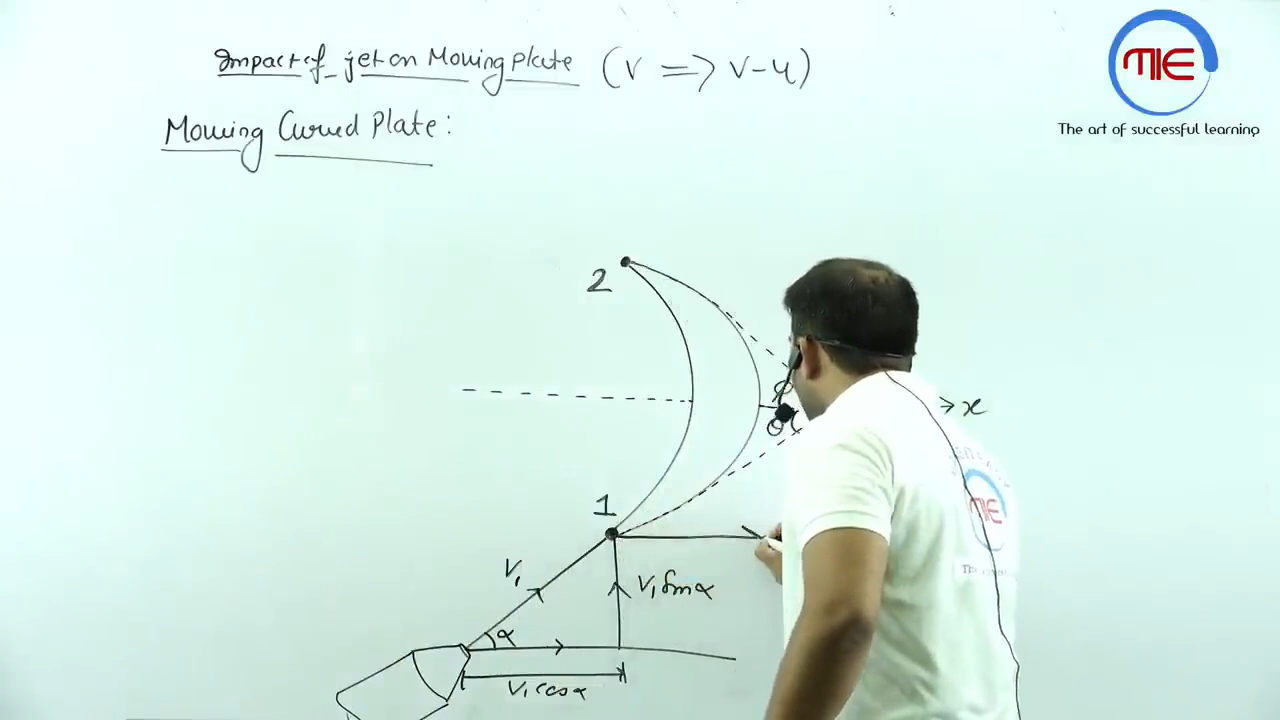 Impact of jet on Moving Plate (V => V-u)
MIE
The art of successful learning
Moving Curved Plate:
2
x
θ
1
V₁
V₁ Sinα
α
V₁ cosα
MIE